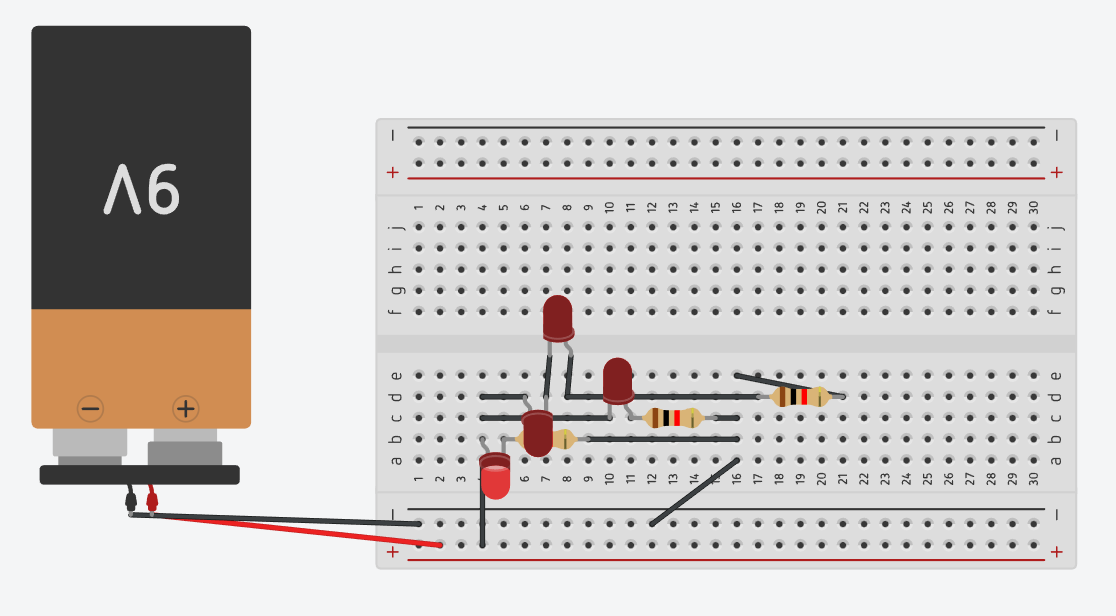 9V
− +
− −
+ +
1 2 3 4 5 6 7 8 9 10 11 12 13 14 15 16 17 18 19 20 21 22 23 24 25 26 27 28 29 30
j j
i i
h h
g g
f f
e e
d d
c c
b b
a a
1 2 3 4 5 6 7 8 9 10 11 12 13 14 15 16 17 18 19 20 21 22 23 24 25 26 27 28 29 30
− −
+ +